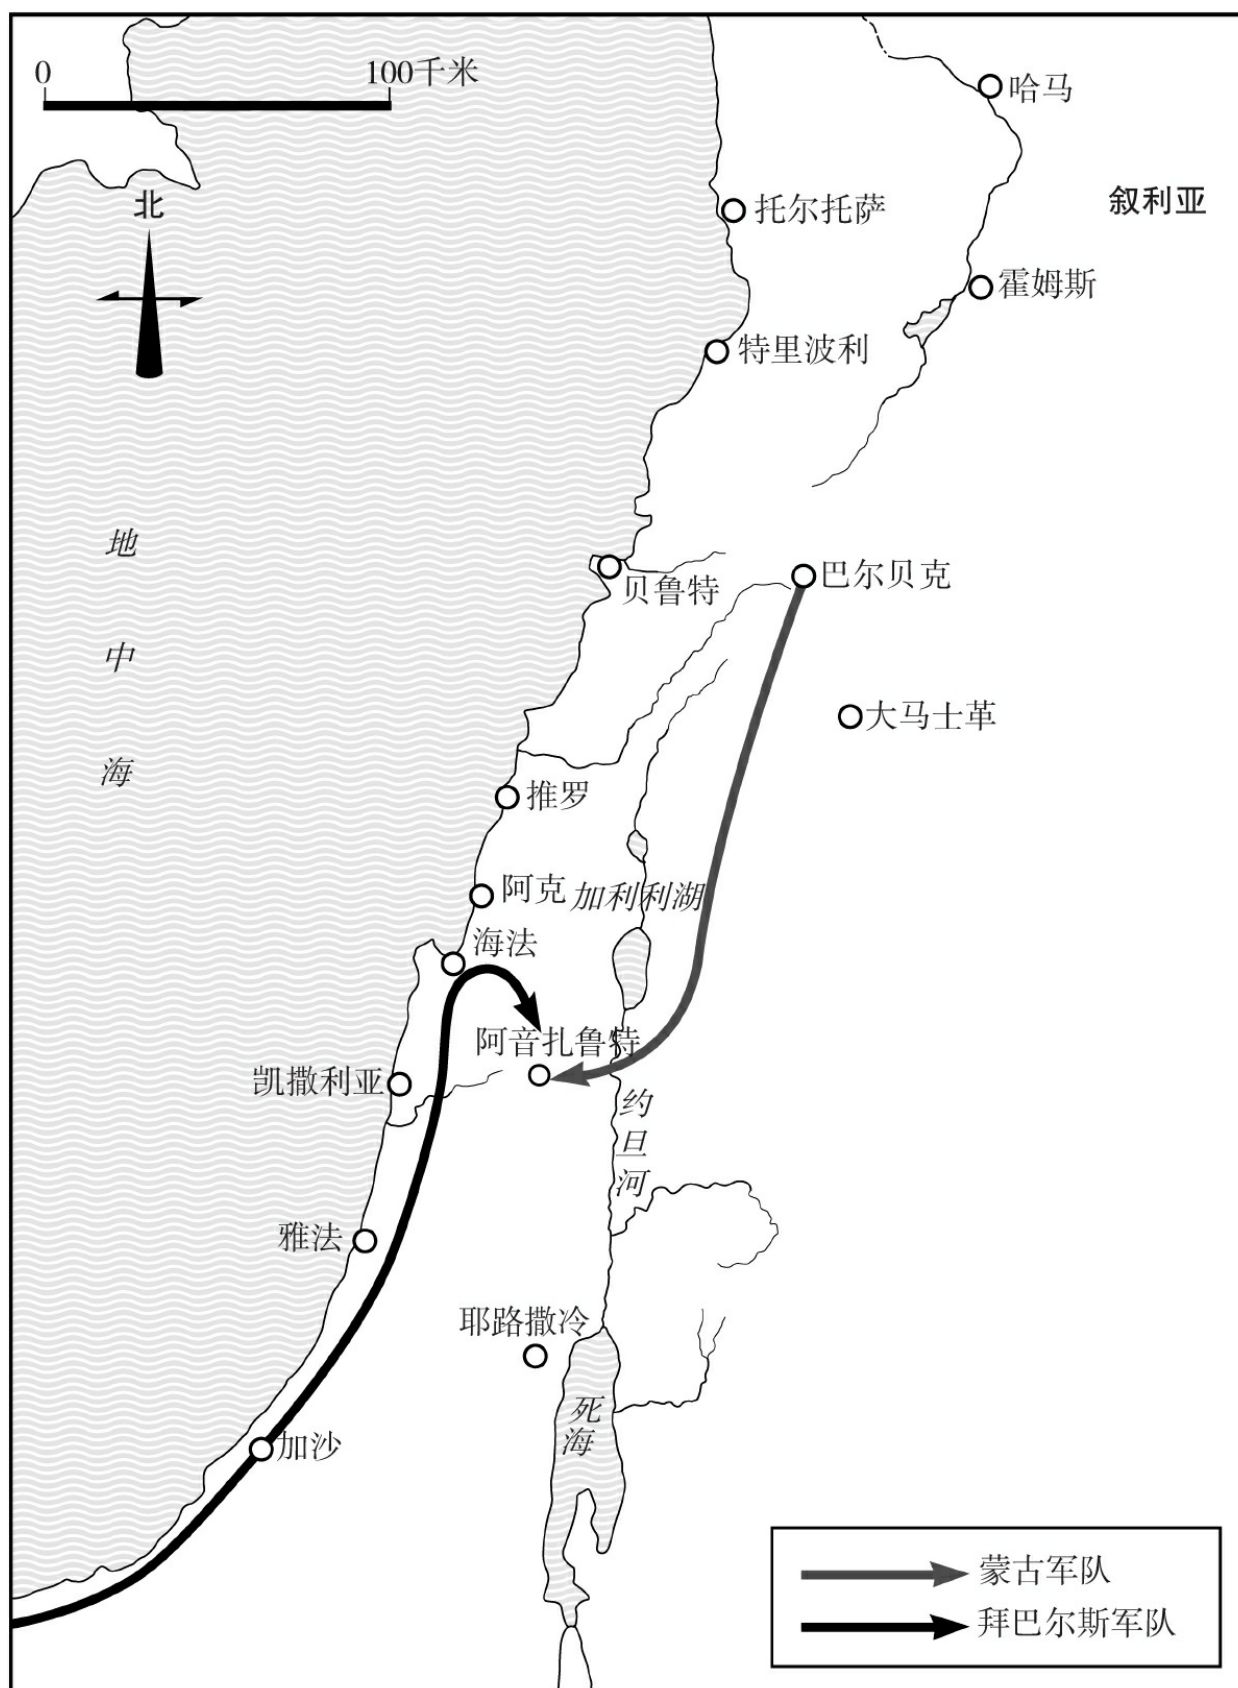 0 100千米
哈马
北
托尔托萨
叙利亚
霍姆斯
特里波利
地中海
贝鲁特
巴尔贝克
大马士革
推罗
阿克
加利利湖
海法
阿音扎鲁特
凯撒利亚
约旦河
雅法
耶路撒冷
死海
加沙
蒙古军队
拜巴尔斯军队